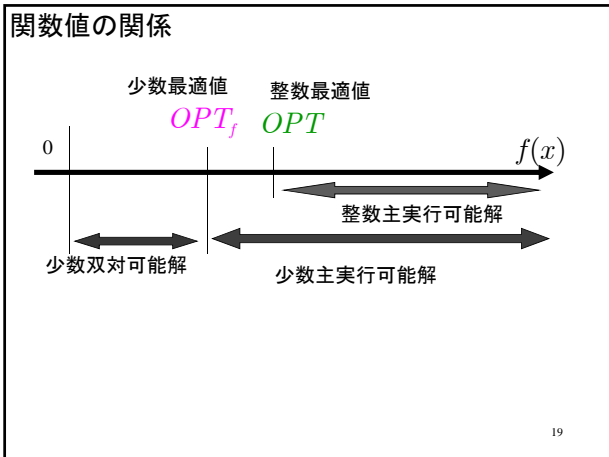 関数値の関係
少数最適値 整数最適値
OPT_f OPT
0 f(x)
整数主実行可能解
少数双対可能解
少数主実行可能解
19